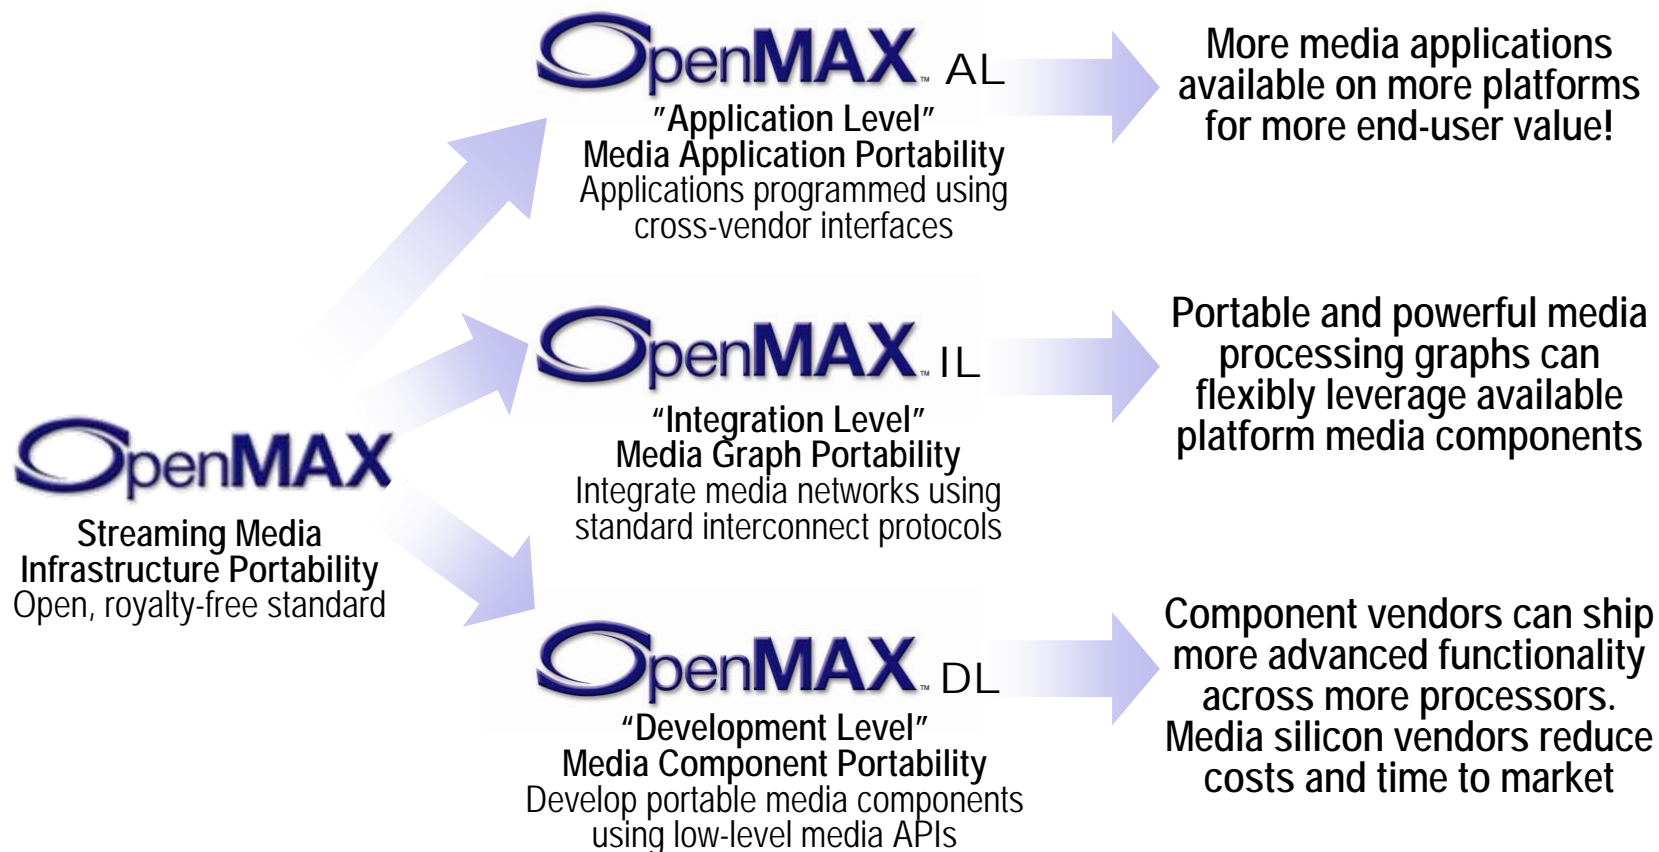 OpenMAX
Streaming Media
Infrastructure Portability
Open, royalty-free standard
OpenMAX™ AL
"Application Level"
Media Application Portability
Applications programmed using
cross-vendor interfaces
More media applications
available on more platforms
for more end-user value!
OpenMAX™ IL
“Integration Level”
Media Graph Portability
Integrate media networks using
standard interconnect protocols
Portable and powerful media
processing graphs can
flexibly leverage available
platform media components
OpenMAX™ DL
“Development Level”
Media Component Portability
Develop portable media components
using low-level media APIs
Component vendors can ship
more advanced functionality
across more processors.
Media silicon vendors reduce
costs and time to market